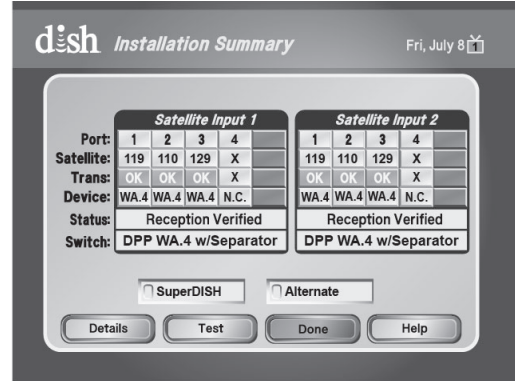 dish Installation Summary Fri, July 8
Satellite Input 1 Satellite Input 2
Port: 1 2 3 4 1 2 3 4
Satellite: 119 110 129 X 119 110 129 X
Trans: OK OK OK X OK OK OK X
Device: WA.4 WA.4 WA.4 N.C. WA.4 WA.4 WA.4 N.C.
Status: Reception Verified Reception Verified
Switch: DPP WA.4 w/Separator DPP WA.4 w/Separator
SuperDISH Alternate
Details Test Done Help